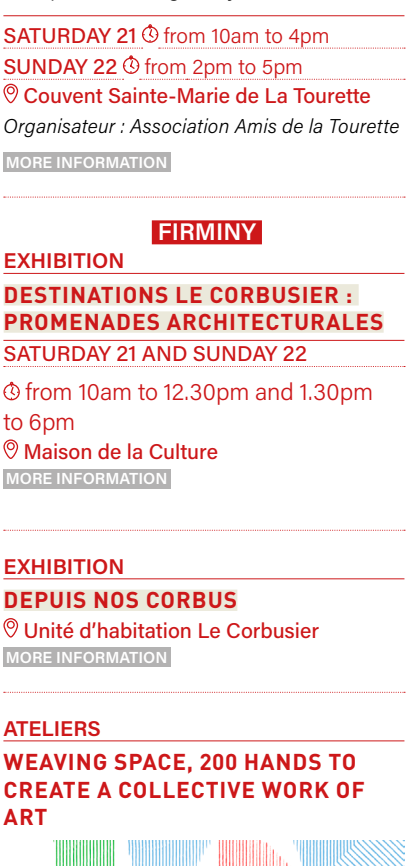 SATURDAY 21 from 10am to 4pm
SUNDAY 22 from 2pm to 5pm
Couvent Sainte-Marie de La Tourette
Organisateur : Association Amis de la Tourette
MORE INFORMATION
FIRMINY
EXHIBITION
DESTINATIONS LE CORBUSIER :
PROMENADES ARCHITECTURALES
SATURDAY 21 AND SUNDAY 22
from 10am to 12.30pm and 1.30pm
to 6pm
Maison de la Culture
MORE INFORMATION
EXHIBITION
DEPUIS NOS CORBUS
Unité d'habitation Le Corbusier
MORE INFORMATION
ATELIERS
WEAVING SPACE, 200 HANDS TO
CREATE A COLLECTIVE WORK OF
ART